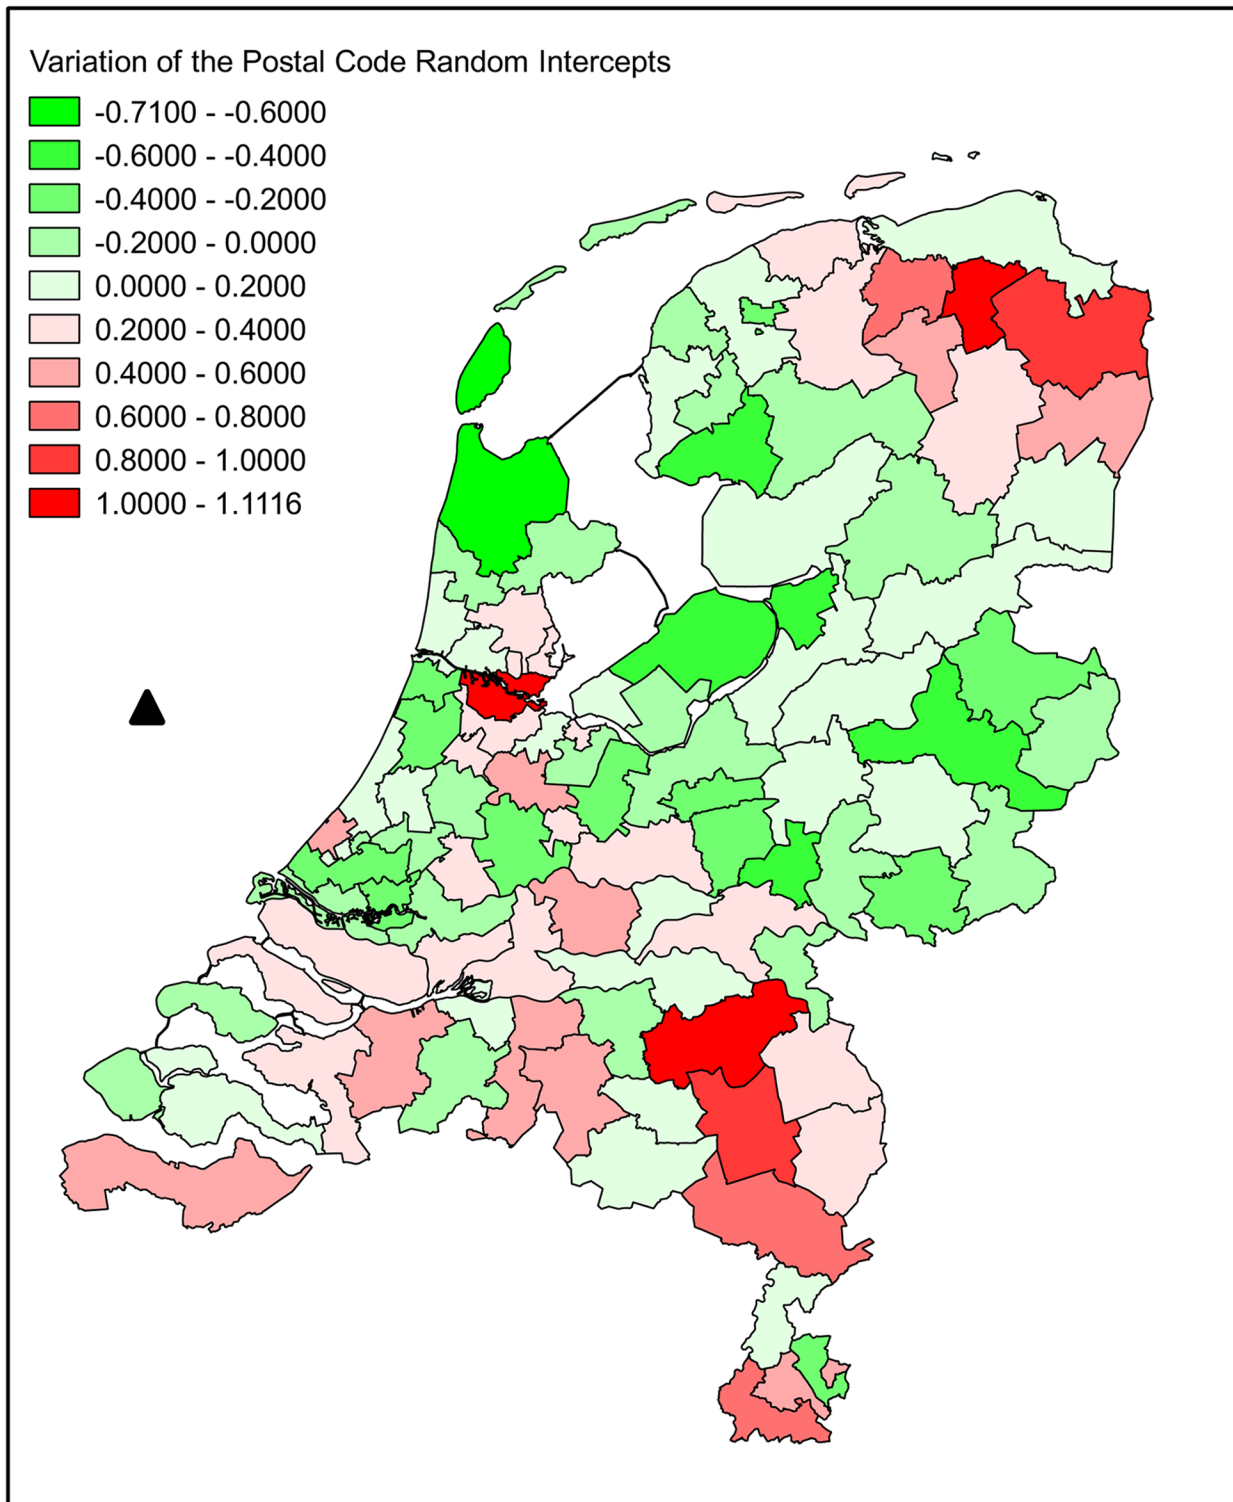 Variation of the Postal Code Random Intercepts
-0.7100 - -0.6000
-0.6000 - -0.4000
-0.4000 - -0.2000
-0.2000 - 0.0000
0.0000 - 0.2000
0.2000 - 0.4000
0.4000 - 0.6000
0.6000 - 0.8000
0.8000 - 1.0000
1.0000 - 1.1116